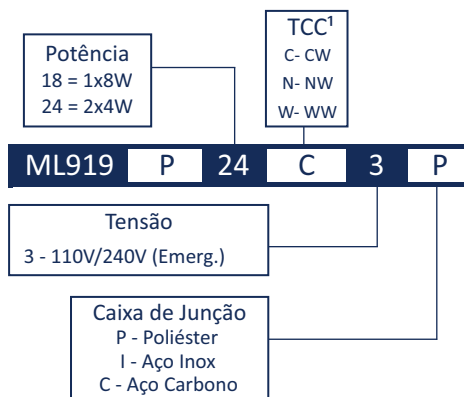 Potência
18 = 1x8W
24 = 2x4W
TCC¹
C- CW
N- NW
W- WW
ML919 P 24 C 3 P
Tensão
3 - 110V/240V (Emerg.)
Caixa de Junção
P - Poliéster
I - Aço Inox
C - Aço Carbono